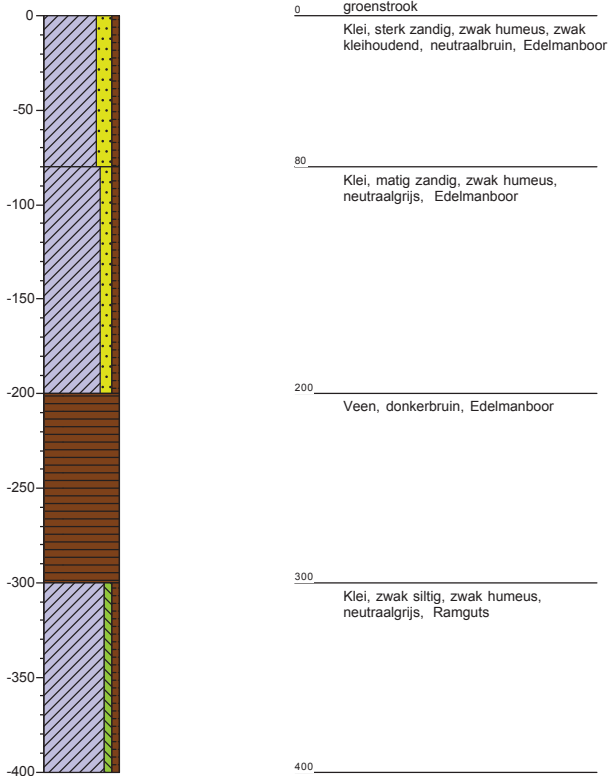 groenstrook
0
0
Klei, sterk zandig, zwak humeus, zwak
kleihoudend, neutraalbruin, Edelmanboor
-50
80
Klei, matig zandig, zwak humeus,
neutraalgrijs, Edelmanboor
-100
-150
-200
200
Veen, donkerbruin, Edelmanboor
-250
-300
300
Klei, zwak siltig, zwak humeus,
neutraalgrijs, Ramguts
-350
-400
400